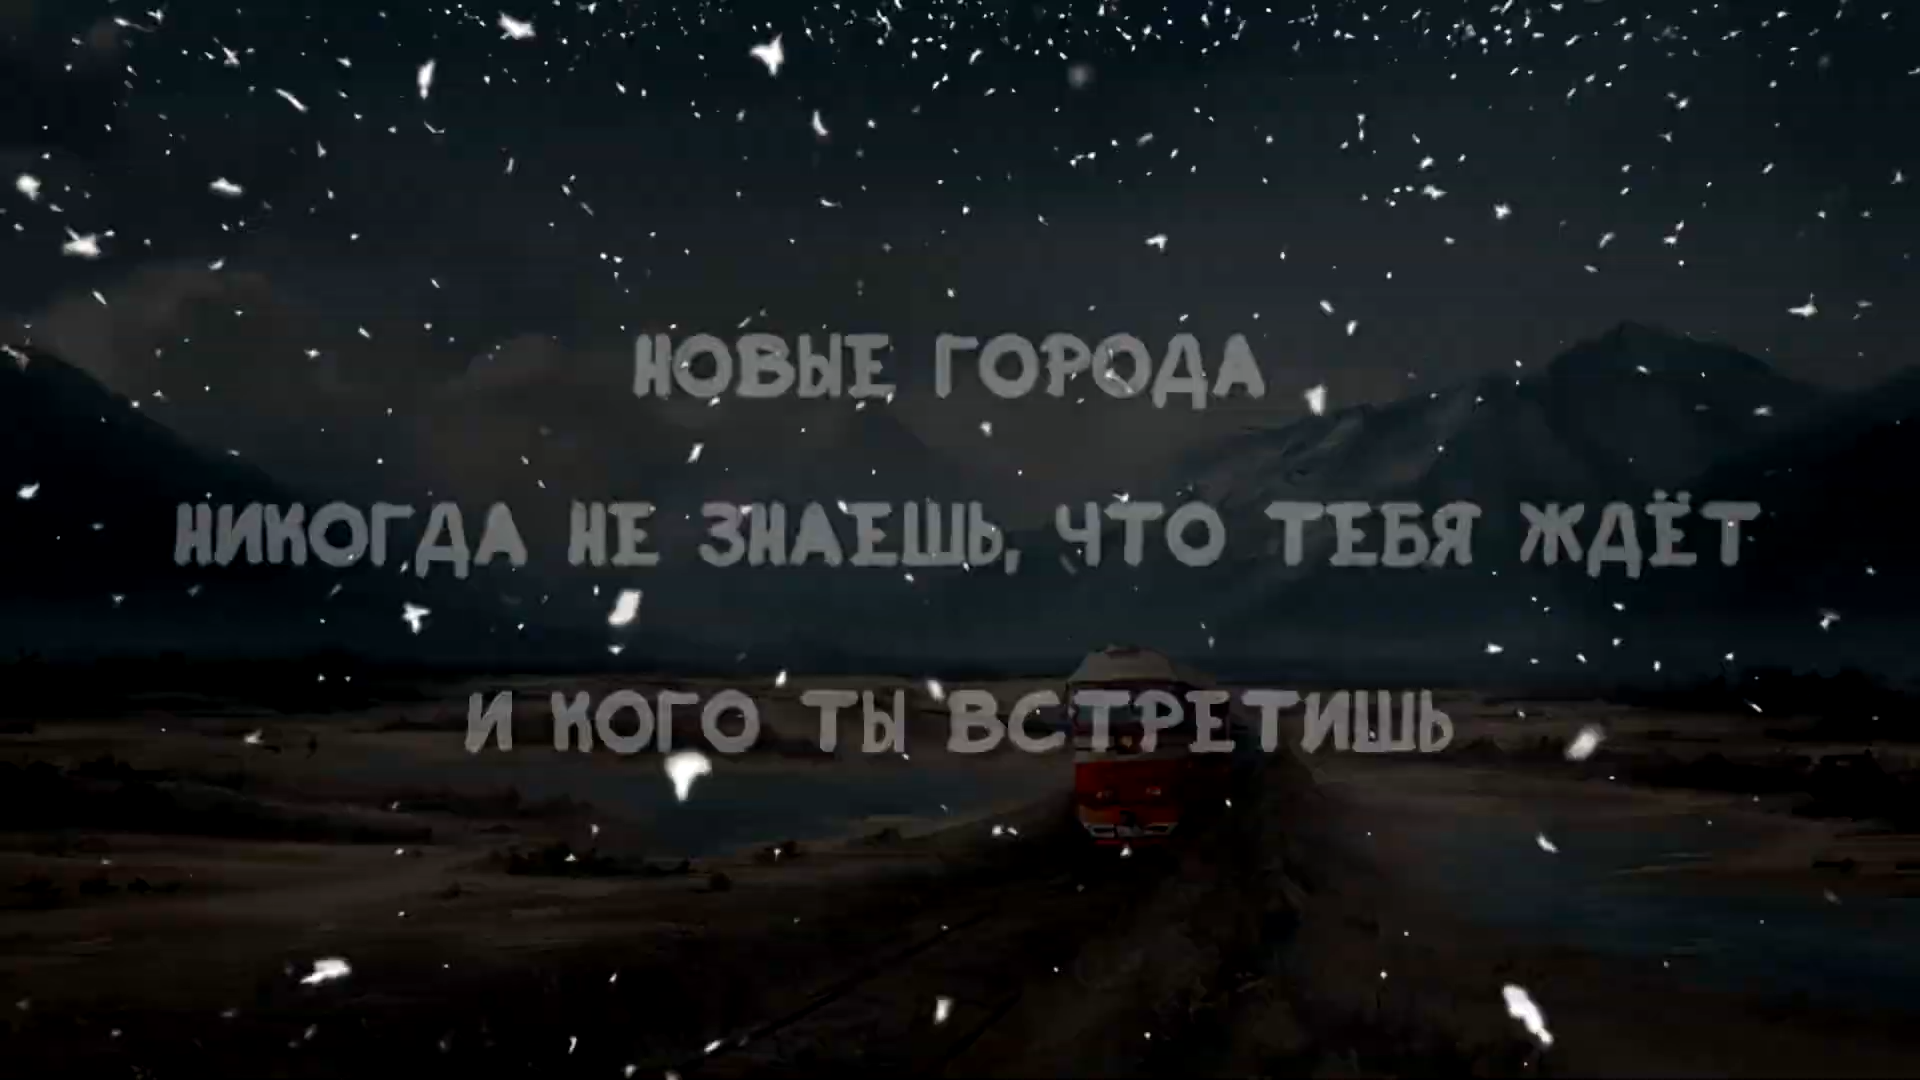 НОВЫЕ ГОРОДА
НИКОГДА НЕ ЗНАЕШЬ, ЧТО ТЕБЯ ЖДЁТ
И КОГО ТЫ ВСТРЕТИШЬ